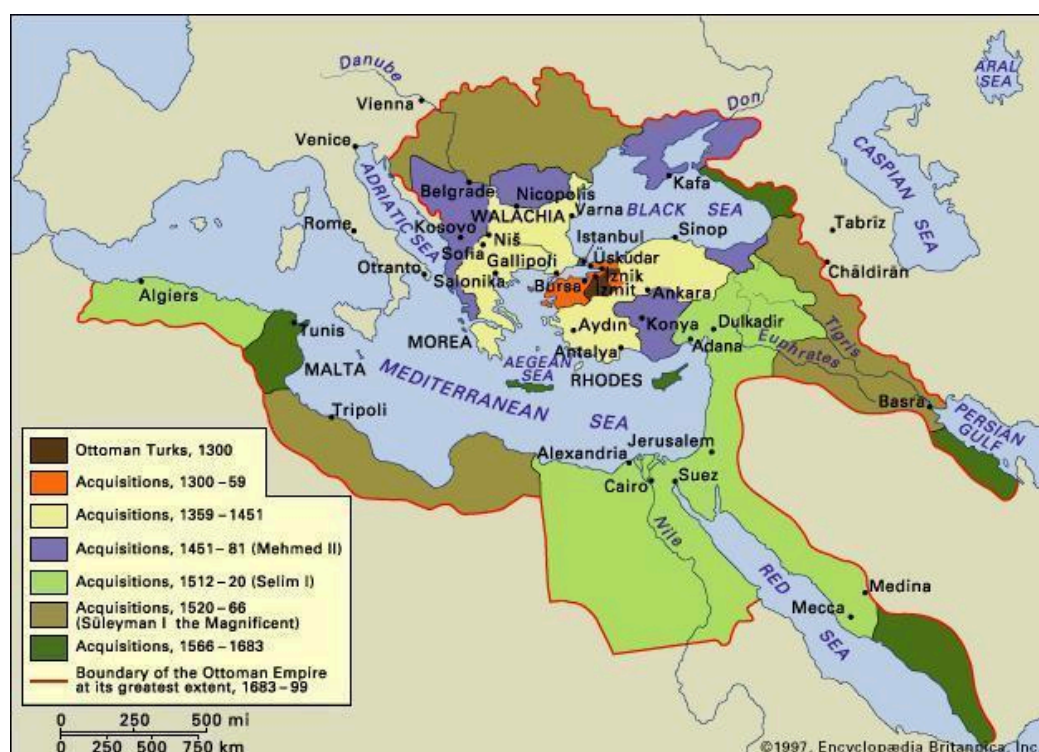 ARAL
SEA
Danube
Vienna
Don
Venice
CASPIAN
SEA
ADRIATIC SEA
Belgrade
Nicopolis
Kafa
WALACHIA
Varna
BLACK SEA
Rome
Kosovo
Sofia
Niš
Istanbul
Sinop
Tabrīz
Otranto
Gallipoli
Üsküdar
Salonika
Bursa
İznik
İzmit
Ankara
Chāldirān
Algiers
Tunis
Aydın
Konya
Dulkadir
Tigris
MOREA
Antalya
Adana
Euphrates
MALTA
AEGEAN
SEA
RHODES
MEDITERRANEAN SEA
Basra
Tripoli
PERSIAN
GULF
Jerusalem
Alexandria
Cairo
Suez
Nile
RED SEA
Medina
Mecca
Ottoman Turks, 1300
Acquisitions, 1300–59
Acquisitions, 1359–1451
Acquisitions, 1451–81 (Mehmed II)
Acquisitions, 1512–20 (Selim I)
Acquisitions, 1520–66
(Süleyman I the Magnificent)
Acquisitions, 1566–1683
Boundary of the Ottoman Empire
at its greatest extent, 1683–99
0 250 500 mi
0 250 500 750 km
©1997, Encyclopædia Britannica, Inc